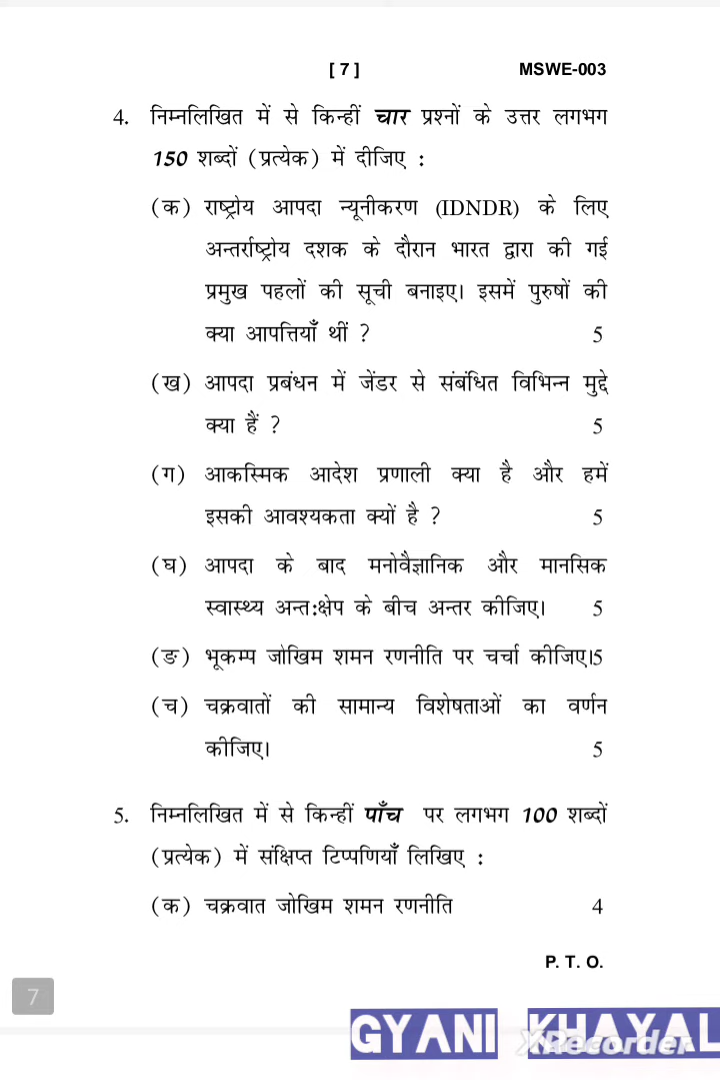 [ 7 ] MSWE-003
4. निम्नलिखित में से किन्हीं चार प्रश्नों के उत्तर लगभग
150 शब्दों (प्रत्येक) में दीजिए :
(क) राष्ट्रीय आपदा न्यूनीकरण (IDNDR) के लिए
अन्तर्राष्ट्रीय दशक के दौरान भारत द्वारा की गई
प्रमुख पहलों की सूची बनाइए। इसमें पुरुषों की
क्या आपत्तियाँ थीं ? 5
(ख) आपदा प्रबंधन में जेंडर से संबंधित विभिन्न मुद्दे
क्या हैं ? 5
(ग) आकस्मिक आदेश प्रणाली क्या है और हमें
इसकी आवश्यकता क्यों है ? 5
(घ) आपदा के बाद मनोवैज्ञानिक और मानसिक
स्वास्थ्य अन्त:क्षेप के बीच अन्तर कीजिए। 5
(ङ) भूकम्प जोखिम शमन रणनीति पर चर्चा कीजिए।5
(च) चक्रवातों की सामान्य विशेषताओं का वर्णन
कीजिए। 5
5. निम्नलिखित में से किन्हीं पाँच पर लगभग 100 शब्दों
(प्रत्येक) में संक्षिप्त टिप्पणियाँ लिखिए :
(क) चक्रवात जोखिम शमन रणनीति 4
P. T. O.
7
GYANI KHAYAL
XRecorder